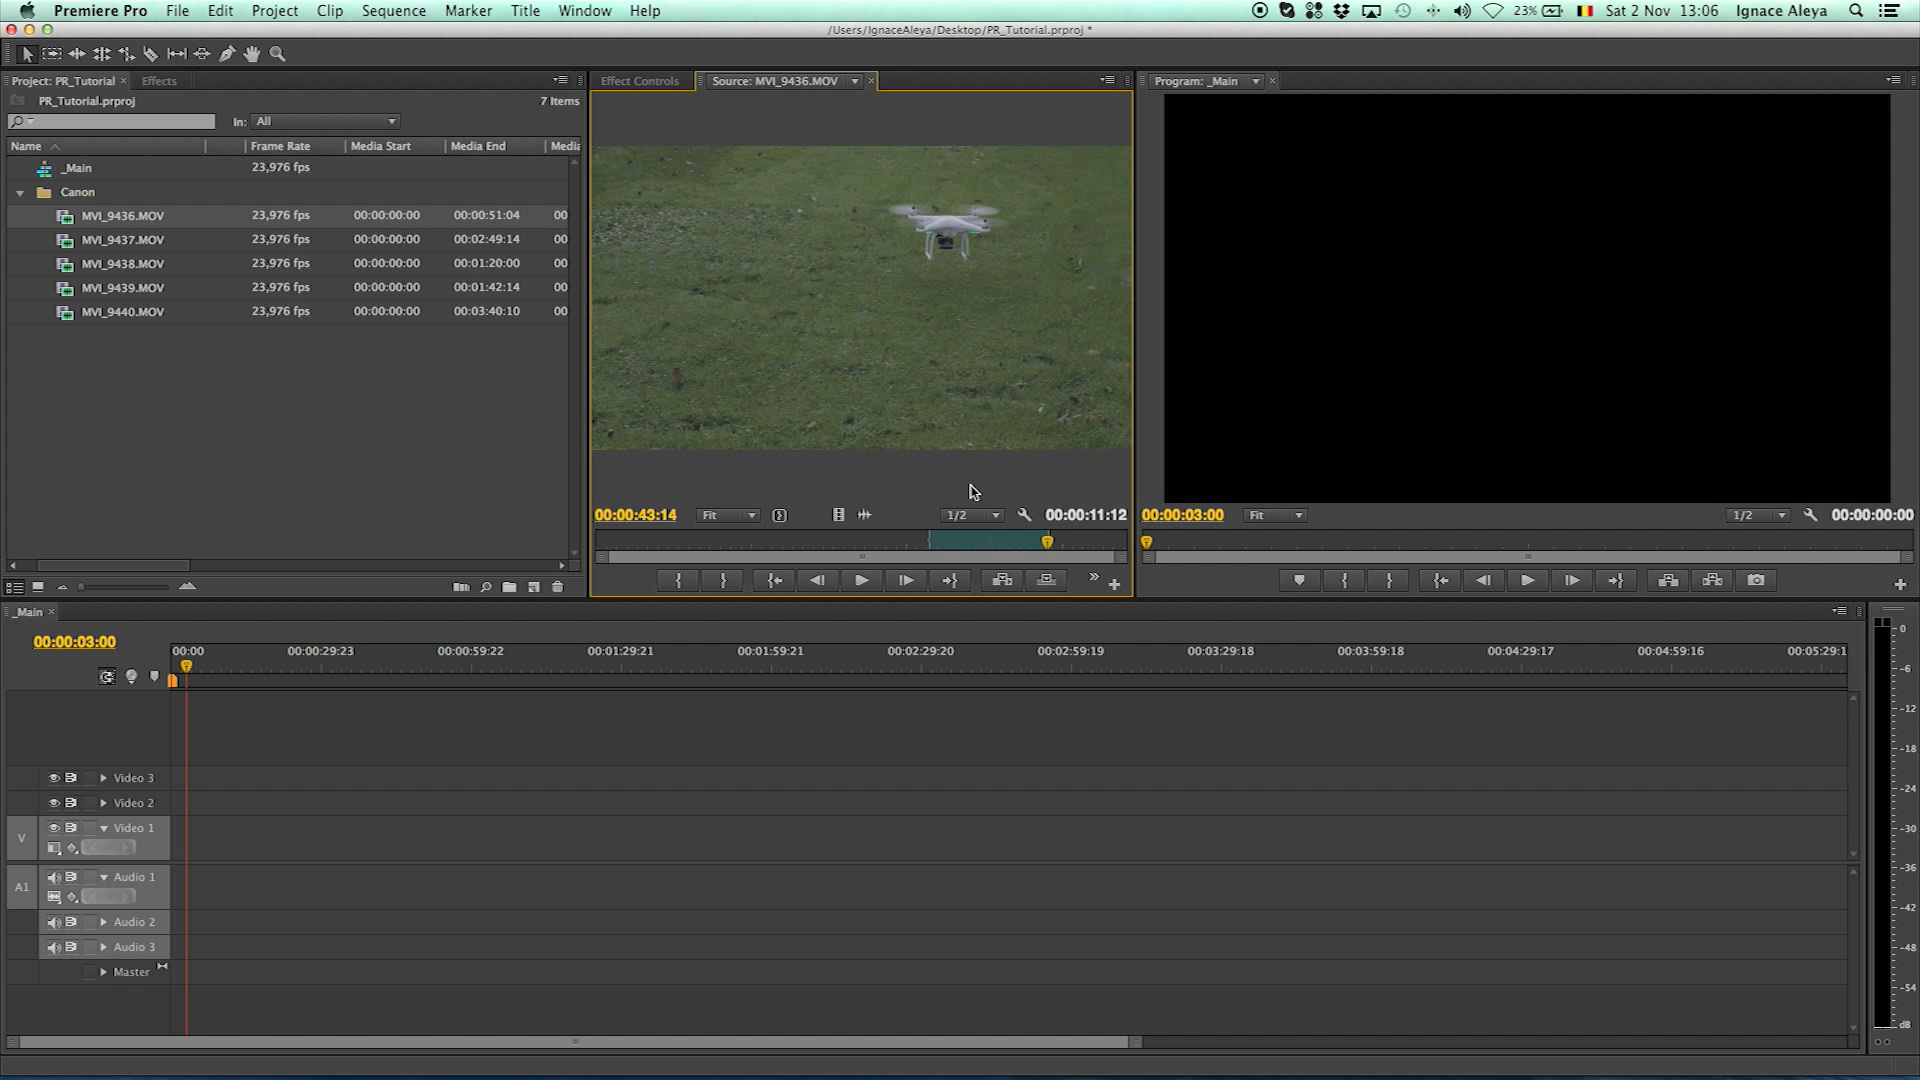 Premiere Pro File Edit Project Clip Sequence Marker Title Window Help 23% Sat 2 Nov 13:06 Ignace Aleya
/Users/IgnaceAleya/Desktop/PR_Tutorial.prproj *
Project: PR_Tutorial × Effects
PR_Tutorial.prproj 7 Items
In: All
Name Frame Rate Media Start Media End Media
_Main 23,976 fps
Canon
MVI_9436.MOV 23,976 fps 00:00:00:00 00:00:51:04 00
MVI_9437.MOV 23,976 fps 00:00:00:00 00:02:49:14 00
MVI_9438.MOV 23,976 fps 00:00:00:00 00:01:20:00 00
MVI_9439.MOV 23,976 fps 00:00:00:00 00:01:42:14 00
MVI_9440.MOV 23,976 fps 00:00:00:00 00:03:40:10 00
Effect Controls Source: MVI_9436.MOV ×
00:00:43:14 Fit 1/2 00:00:11:12
Program: _Main ×
00:00:03:00 Fit 1/2 00:00:00:00
_Main ×
00:00:03:00
00:00 00:00:29:23 00:00:59:22 00:01:29:21 00:01:59:21 00:02:29:20 00:02:59:19 00:03:29:18 00:03:59:18 00:04:29:17 00:04:59:16 00:05:29:1
Video 3
Video 2
V Video 1
A1 Audio 1
Audio 2
Audio 3
Master
0
-6
-12
-18
-24
-30
-36
-42
-48
-54
dB